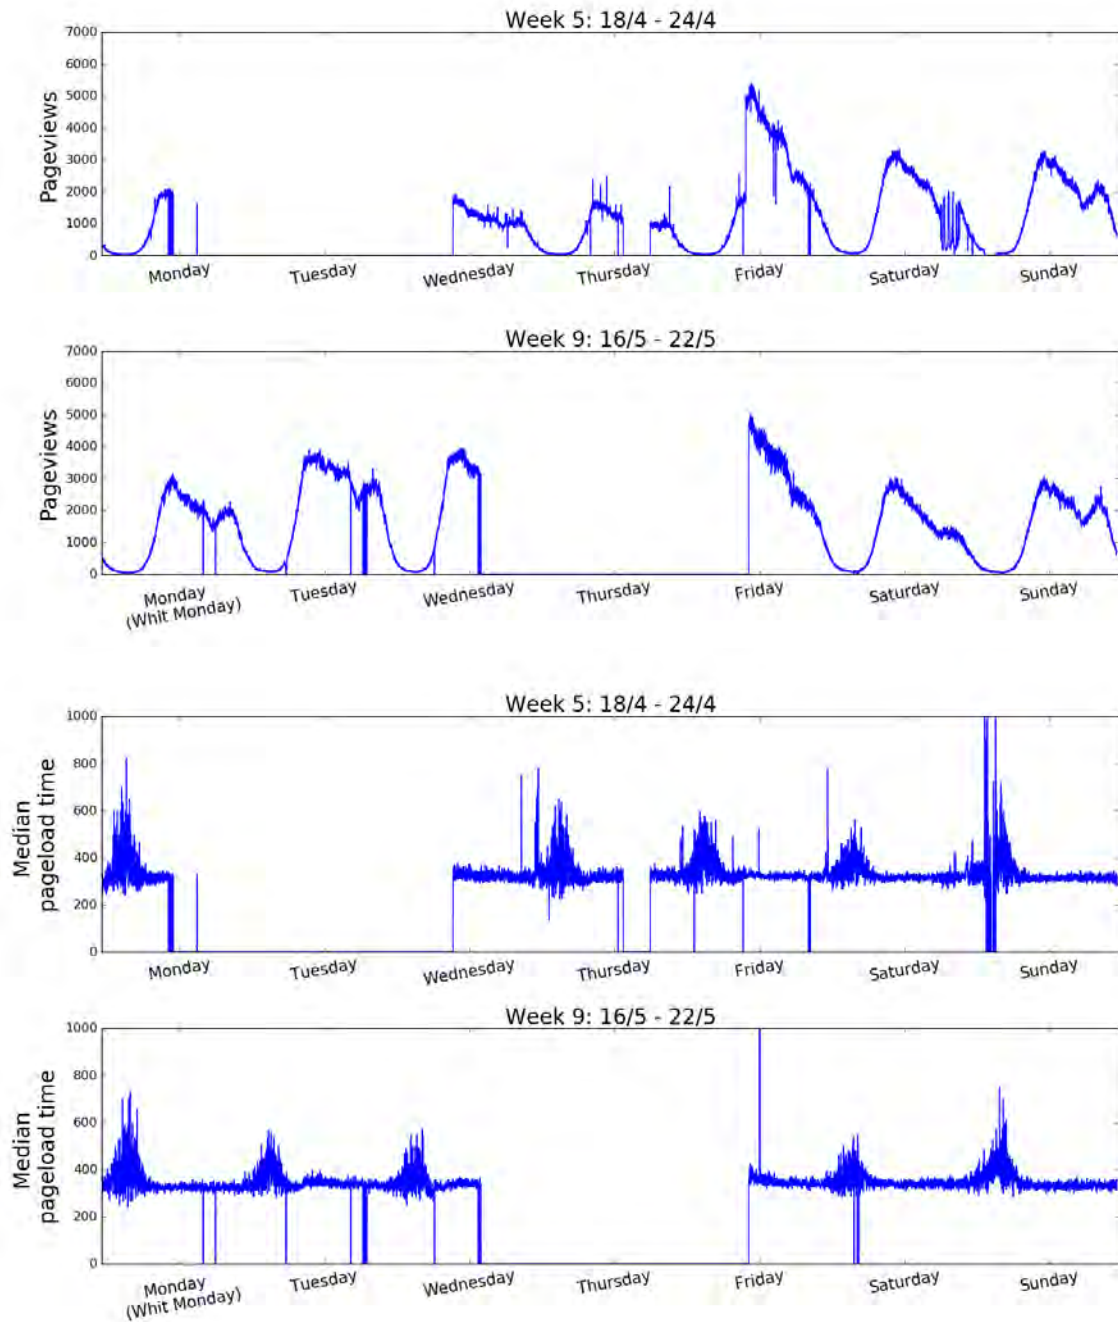 Week 5: 18/4 - 24/4
Pageviews
7000
6000
5000
4000
3000
2000
1000
0
Monday Tuesday Wednesday Thursday Friday Saturday Sunday
Week 9: 16/5 - 22/5
Pageviews
7000
6000
5000
4000
3000
2000
1000
0
Monday Tuesday Wednesday Thursday Friday Saturday Sunday
(Whit Monday)
Week 5: 18/4 - 24/4
Median
pageload time
1000
800
600
400
200
0
Monday Tuesday Wednesday Thursday Friday Saturday Sunday
Week 9: 16/5 - 22/5
Median
pageload time
1000
800
600
400
200
0
Monday Tuesday Wednesday Thursday Friday Saturday Sunday
(Whit Monday)